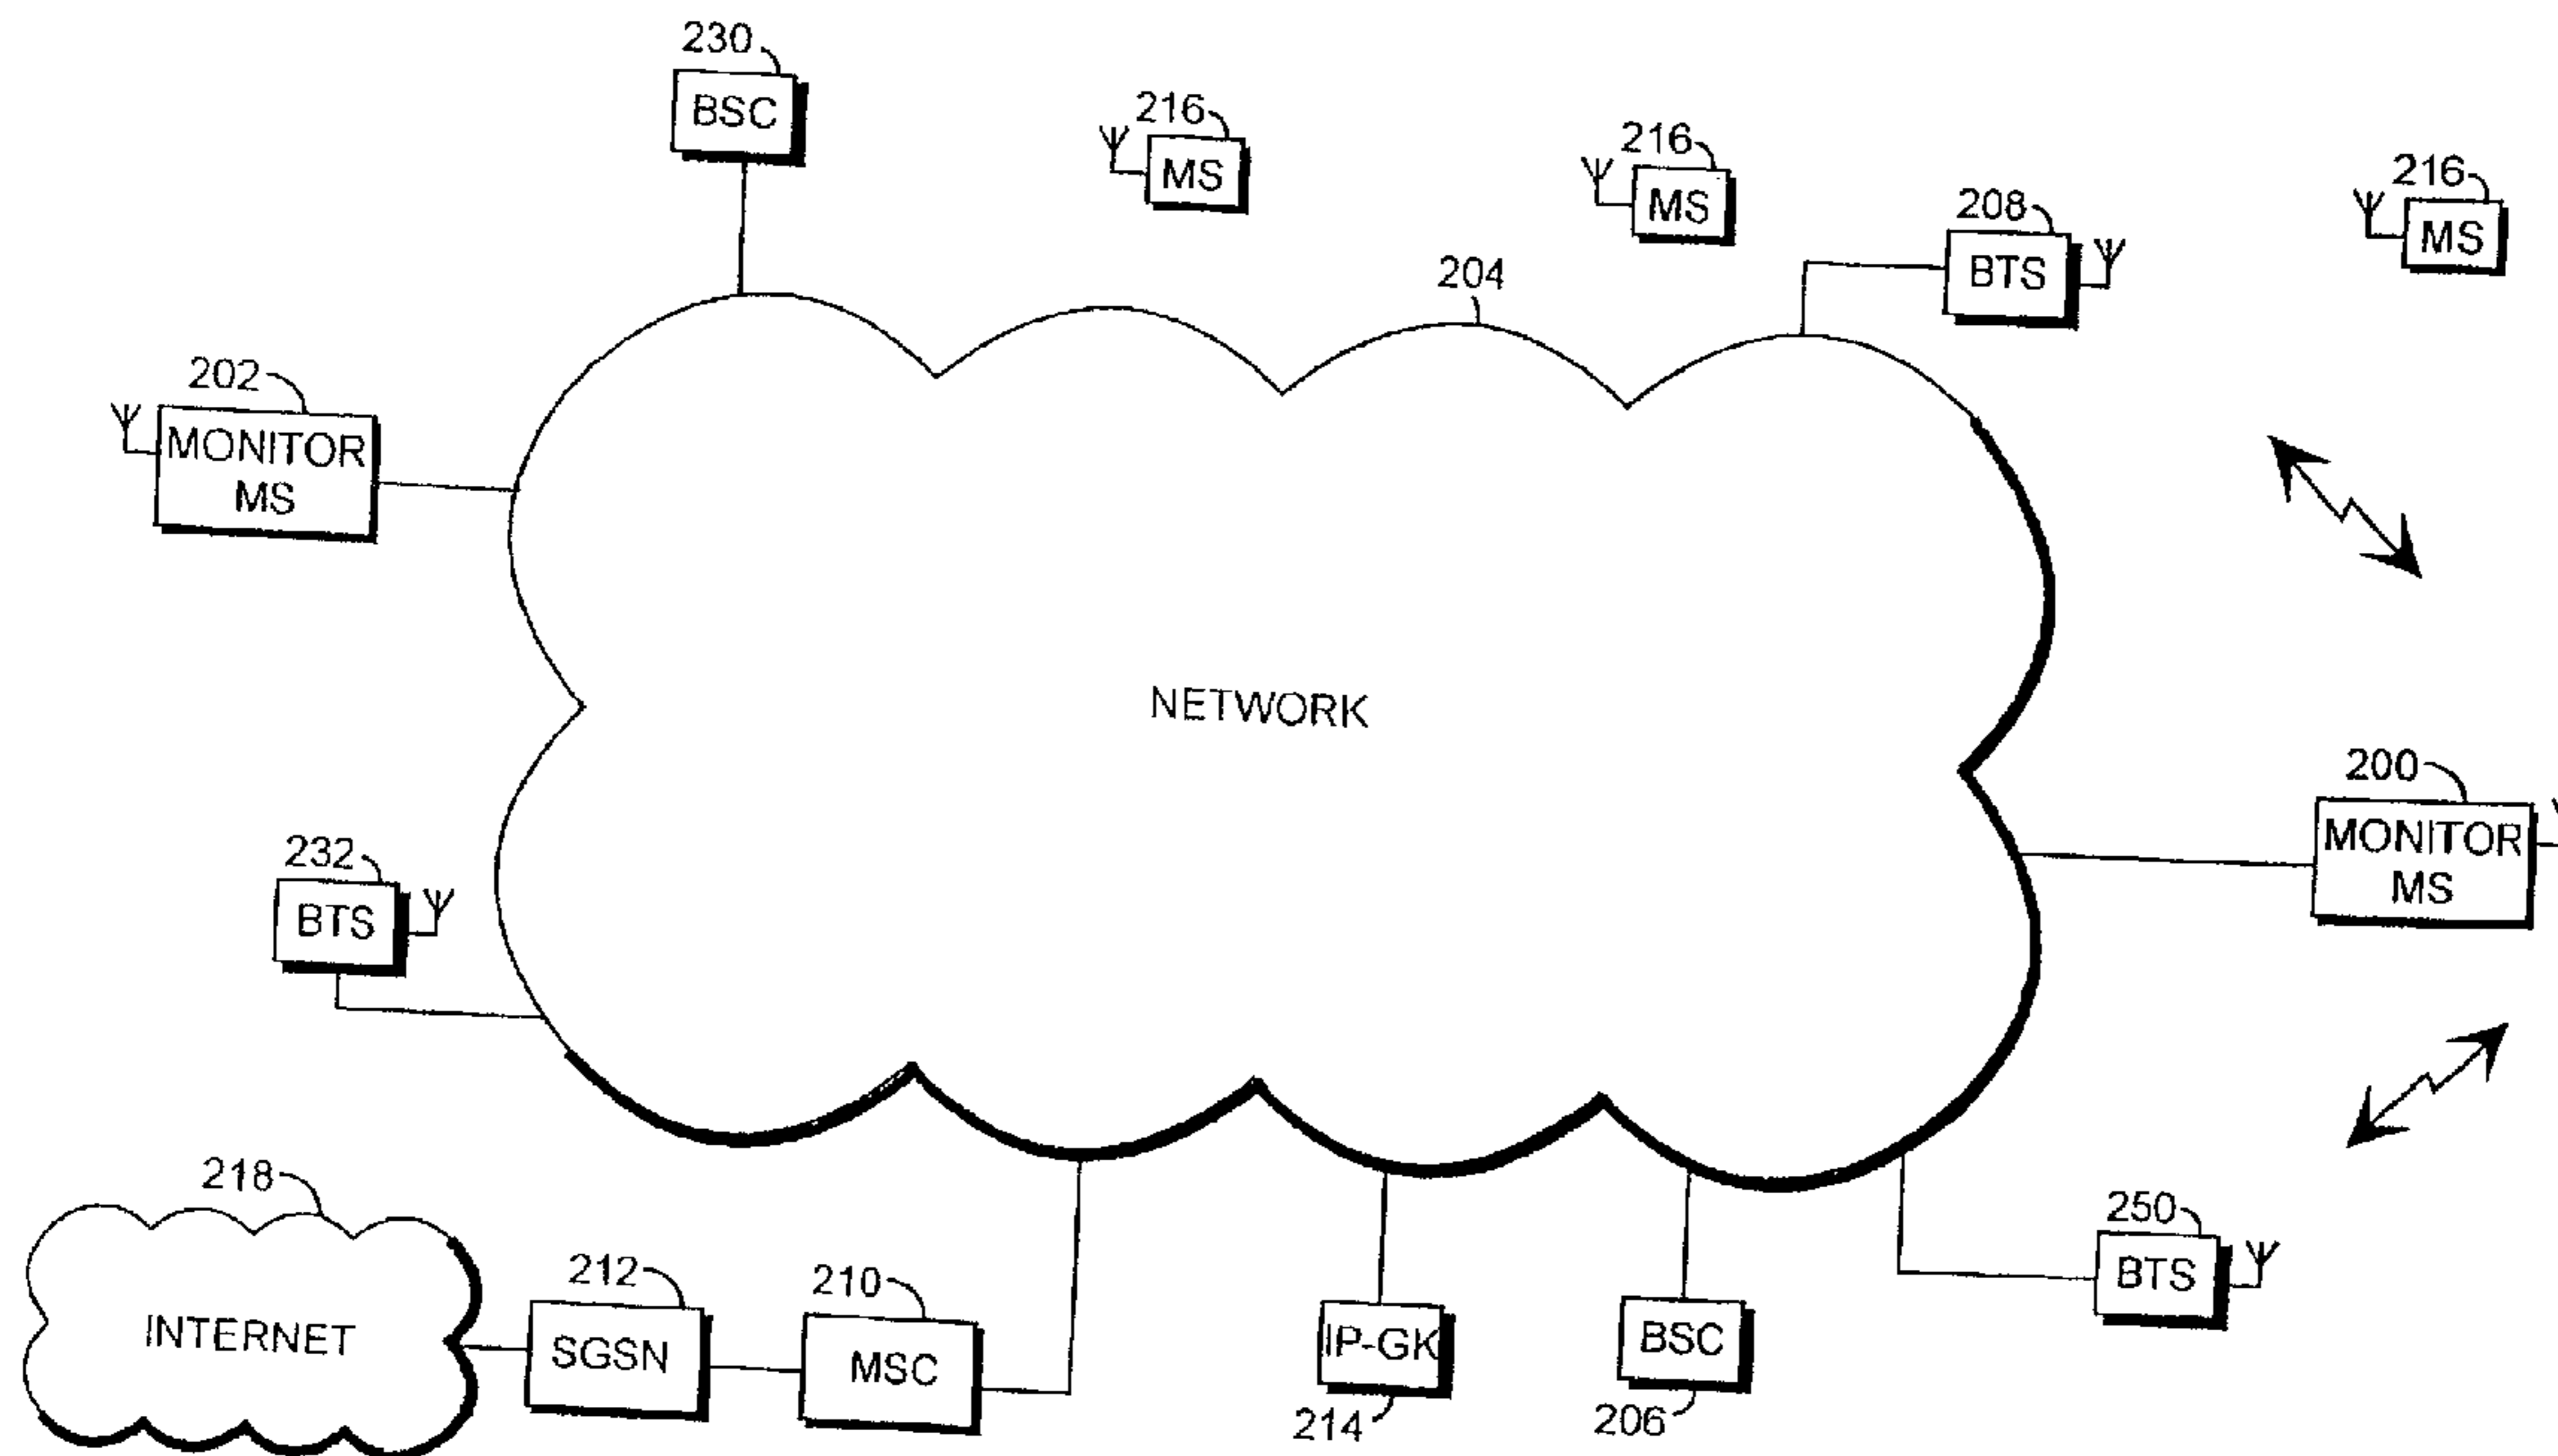 230
BSC
216
MS
216
MS
216
MS
208
BTS
204
202
MONITOR
MS
NETWORK
200
MONITOR
MS
232
BTS
218
INTERNET
212
SGSN
210
MSC
IP-GK
214
BSC
206
250
BTS